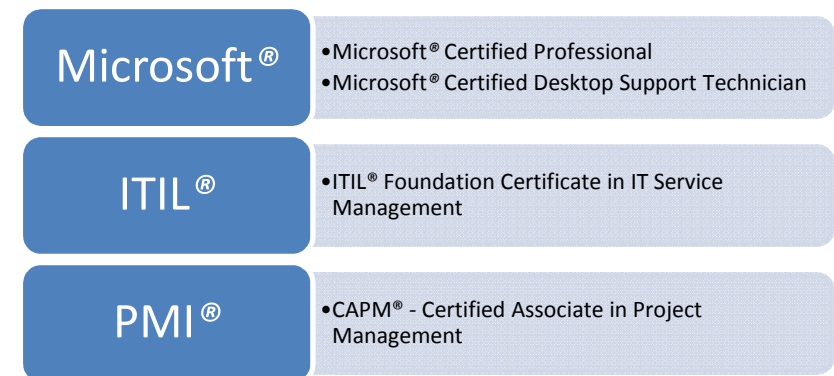 Microsoft®
•Microsoft® Certified Professional
•Microsoft® Certified Desktop Support Technician
ITIL®
•ITIL® Foundation Certificate in IT Service
Management
PMI®
•CAPM® - Certified Associate in Project
Management